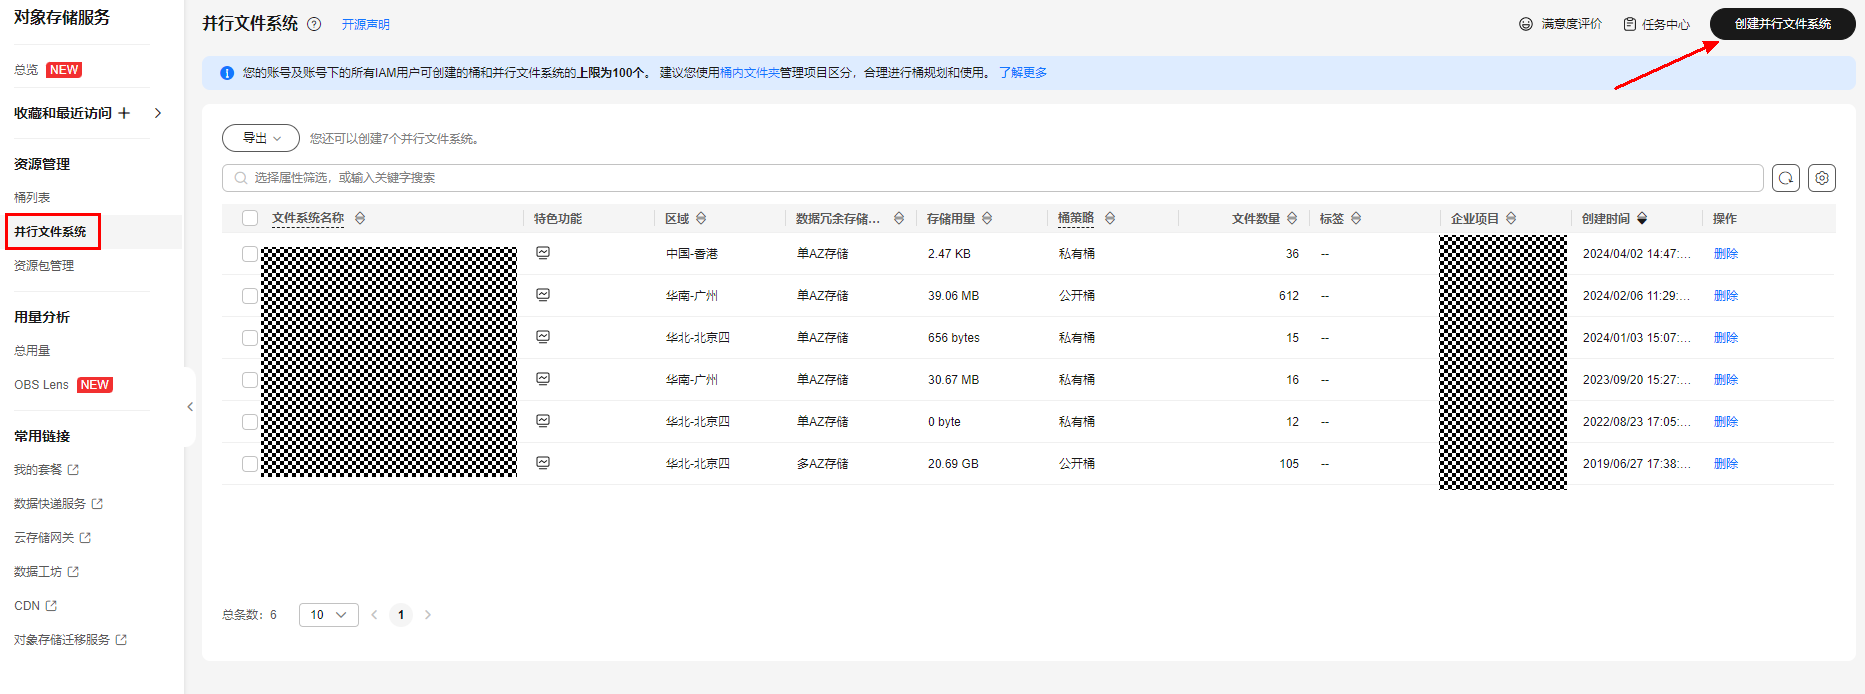 对象存储服务
总览 NEW
收藏和最近访问
资源管理
桶列表
并行文件系统
资源包管理
用量分析
总用量
OBS Lens NEW
常用链接
我的套餐
数据快递服务
云存储网关
数据工坊
CDN
对象存储迁移服务
并行文件系统 开源声明
满意度评价 任务中心 创建并行文件系统
您的账号及账号下的所有IAM用户可创建的桶和并行文件系统的上限为100个。 建议您使用桶内文件夹管理项目区分，合理进行桶规划和使用。 了解更多
导出 您还可以创建7个并行文件系统。
选择属性筛选，或输入关键字搜索
文件系统名称 特色功能 区域 数据冗余存储... 存储用量 桶策略 文件数量 标签 企业项目 创建时间 操作
中国-香港 单AZ存储 2.47 KB 私有桶 36 -- 2024/04/02 14:47:... 删除
华南-广州 单AZ存储 39.06 MB 公开桶 612 -- 2024/02/06 11:29:... 删除
华北-北京四 单AZ存储 656 bytes 私有桶 15 -- 2024/01/03 15:07:... 删除
华南-广州 单AZ存储 30.67 MB 私有桶 16 -- 2023/09/20 15:27:... 删除
华北-北京四 单AZ存储 0 byte 私有桶 12 -- 2022/08/23 17:05:... 删除
华北-北京四 多AZ存储 20.69 GB 公开桶 105 -- 2019/06/27 17:38:... 删除
总条数：6 10 1